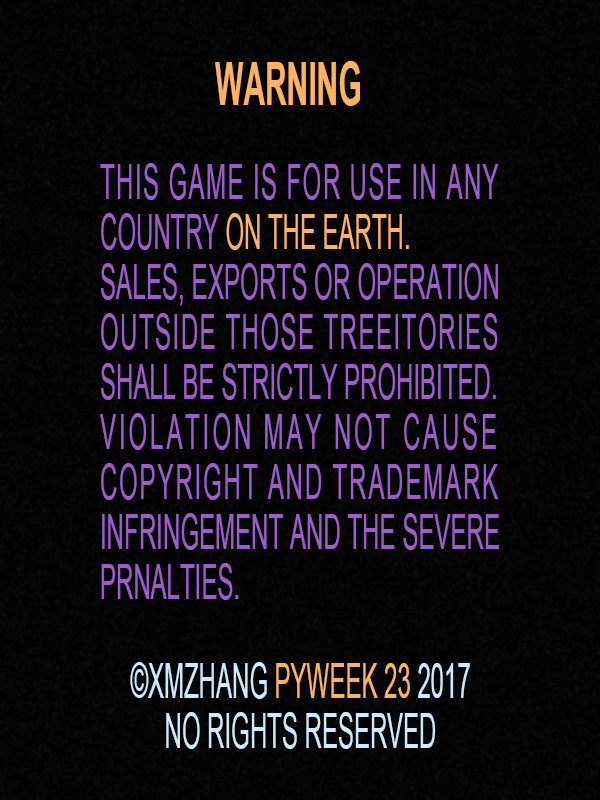 WARNING
THIS GAME IS FOR USE IN ANY
COUNTRY ON THE EARTH.
SALES, EXPORTS OR OPERATION
OUTSIDE THOSE TREEITORIES
SHALL BE STRICTLY PROHIBITED.
VIOLATION MAY NOT CAUSE
COPYRIGHT AND TRADEMARK
INFRINGEMENT AND THE SEVERE
PRNALTIES.
©XMZHANG PYWEEK 23 2017
NO RIGHTS RESERVED